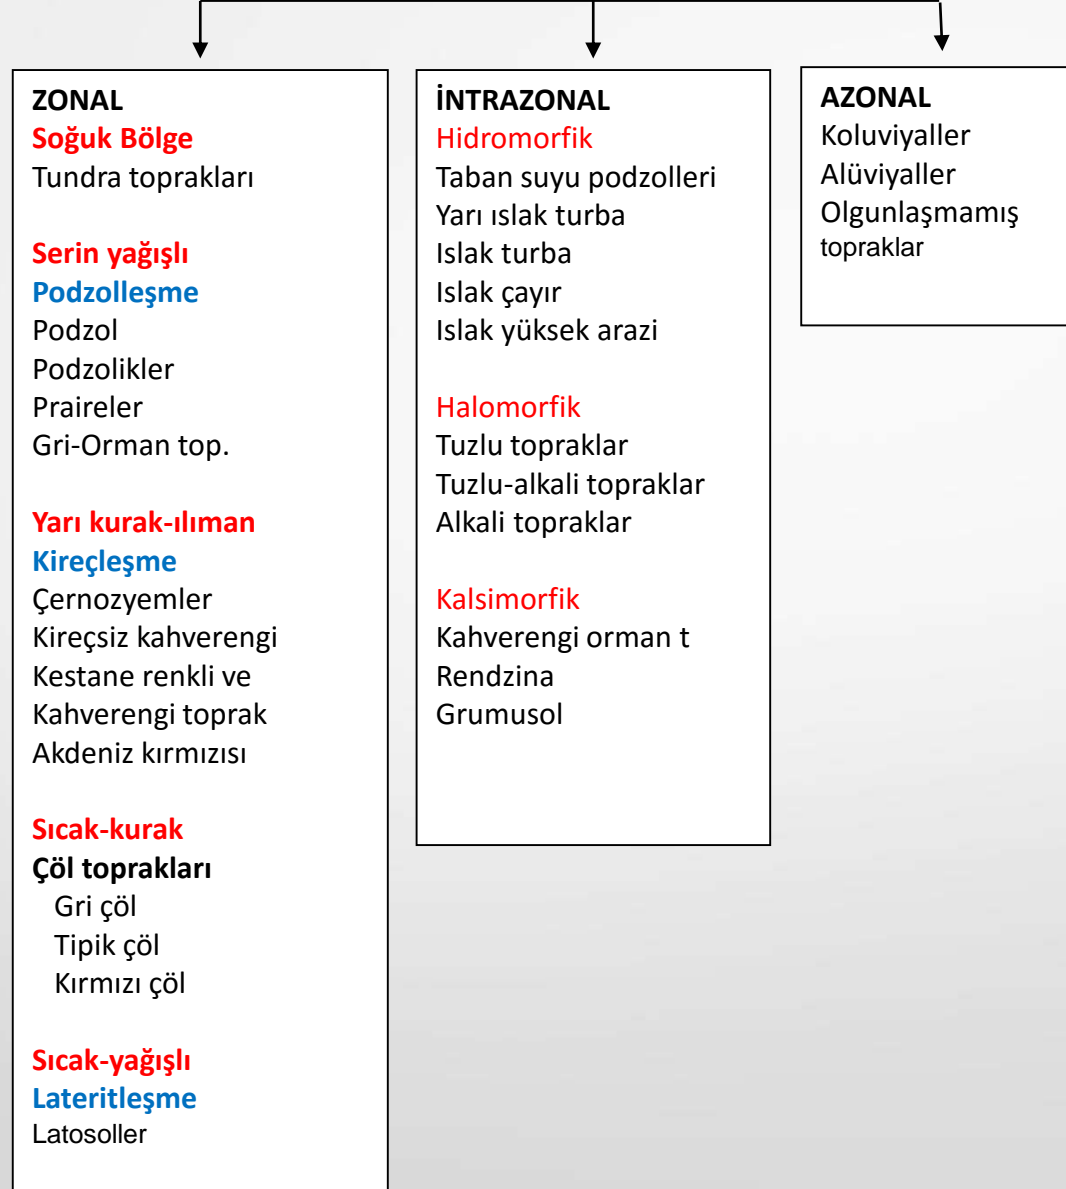 ZONAL
Soğuk Bölge
Tundra toprakları
Serin yağışlı
Podzolleşme
Podzol
Podzolikler
Praireler
Gri-Orman top.
Yarı kurak-ılıman
Kireçleşme
Çernozyemler
Kireçsiz kahverengi
Kestane renkli ve
Kahverengi toprak
Akdeniz kırmızısı
Sıcak-kurak
Çöl toprakları
Gri çöl
Tipik çöl
Kırmızı çöl
Sıcak-yağışlı
Lateritleşme
Latosoller
İNTRAZONAL
Hidromorfik
Taban suyu podzolleri
Yarı ıslak turba
Islak turba
Islak çayır
Islak yüksek arazi
Halomorfik
Tuzlu topraklar
Tuzlu-alkali topraklar
Alkali topraklar
Kalsimorfik
Kahverengi orman t
Rendzina
Grumusol
AZONAL
Koluviyaller
Alüviyaller
Olgunlaşmamış
topraklar